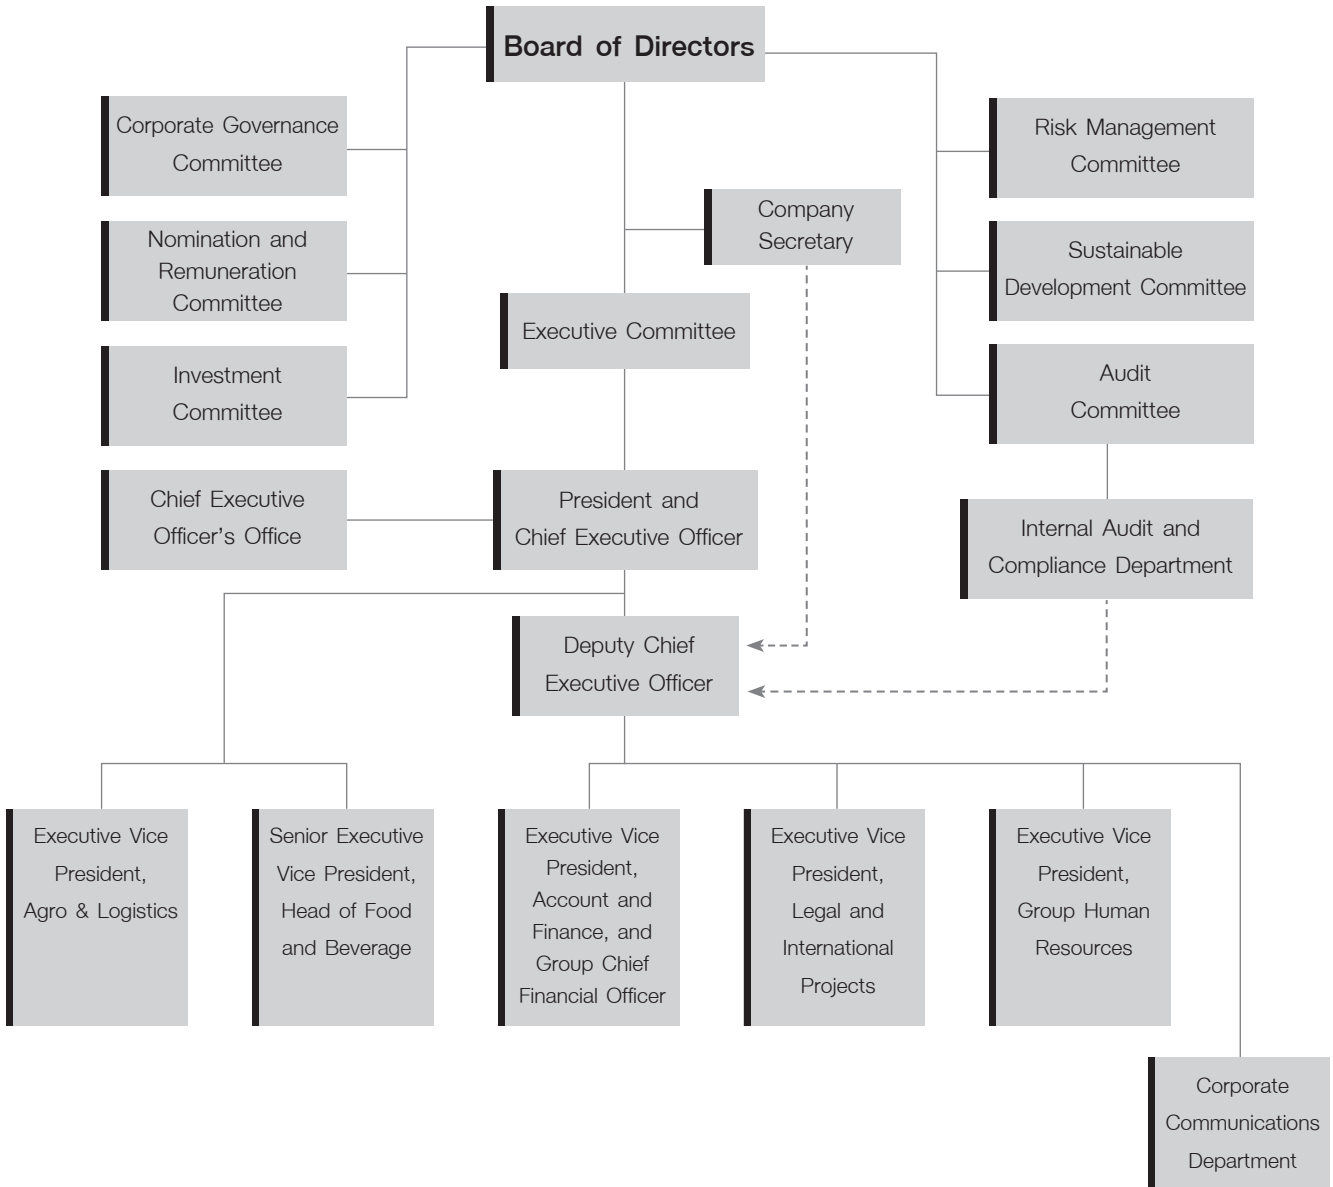 Board of Directors
Corporate Governance
Committee
Nomination and
Remuneration
Committee
Investment
Committee
Chief Executive
Officer’s Office
Company
Secretary
Executive Committee
President and
Chief Executive Officer
Deputy Chief
Executive Officer
Risk Management
Committee
Sustainable
Development Committee
Audit
Committee
Internal Audit and
Compliance Department
Executive Vice
President,
Agro & Logistics
Senior Executive
Vice President,
Head of Food
and Beverage
Executive Vice
President,
Account and
Finance, and
Group Chief
Financial Officer
Executive Vice
President,
Legal and
International
Projects
Executive Vice
President,
Group Human
Resources
Corporate
Communications
Department